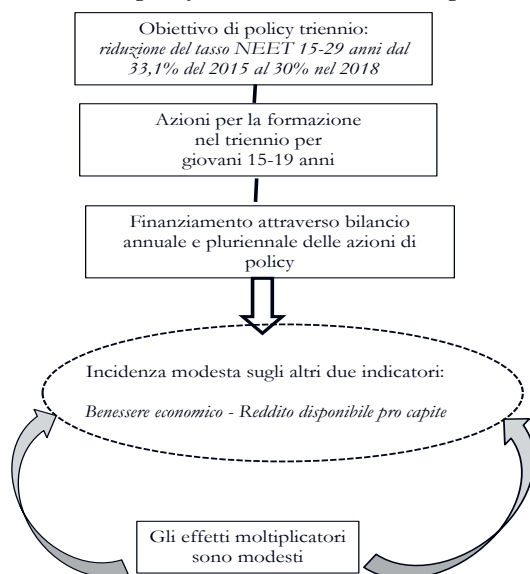 Obiettivo di policy triennio:
riduzione del tasso NEET 15-29 anni dal
33,1% del 2015 al 30% nel 2018
Azioni per la formazione
nel triennio per
giovani 15-19 anni
Finanziamento attraverso bilancio
annuale e pluriennale delle azioni di
policy
Incidenza modesta sugli altri due indicatori:
Benessere economico - Reddito disponibile pro capite
Gli effetti moltiplicatori
sono modesti